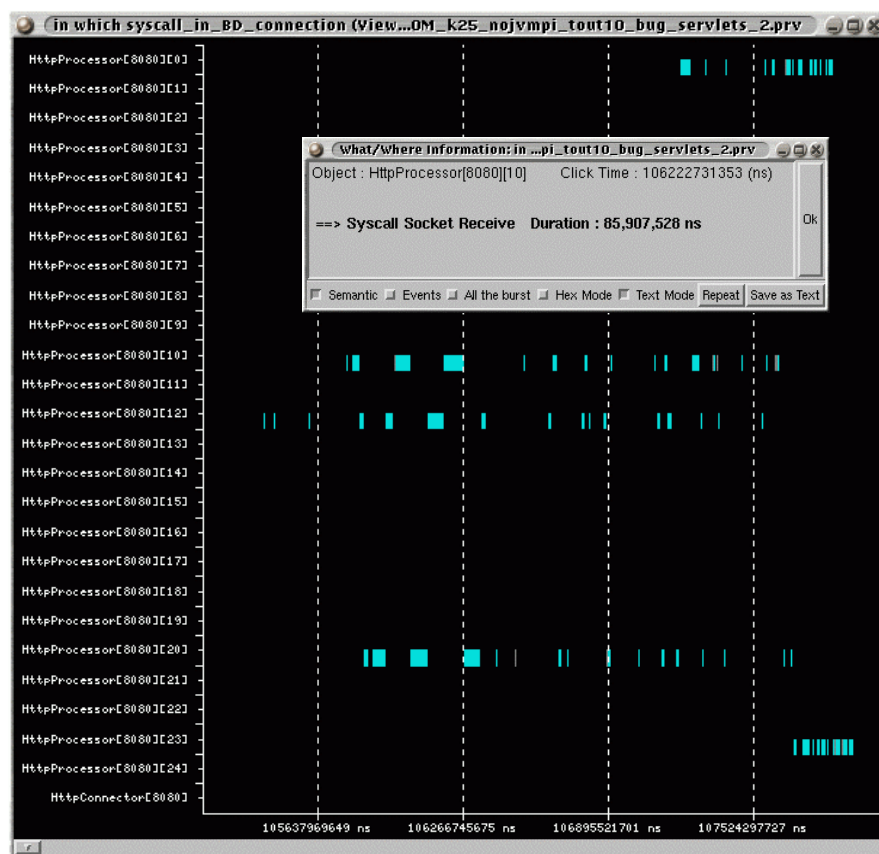 in which syscall_in_BD_connection (View...OM_k25_nojvmpi_tout10_bug_servlets_2.prv
HttpProcessor[8080][0]
HttpProcessor[8080][1]
HttpProcessor[8080][2]
HttpProcessor[8080][3]
HttpProcessor[8080][4]
HttpProcessor[8080][5]
HttpProcessor[8080][6]
HttpProcessor[8080][7]
HttpProcessor[8080][8]
HttpProcessor[8080][9]
HttpProcessor[8080][10]
HttpProcessor[8080][11]
HttpProcessor[8080][12]
HttpProcessor[8080][13]
HttpProcessor[8080][14]
HttpProcessor[8080][15]
HttpProcessor[8080][16]
HttpProcessor[8080][17]
HttpProcessor[8080][18]
HttpProcessor[8080][19]
HttpProcessor[8080][20]
HttpProcessor[8080][21]
HttpProcessor[8080][22]
HttpProcessor[8080][23]
HttpProcessor[8080][24]
HttpConnector[8080]
What/Where Information: in ...pi_tout10_bug_servlets_2.prv
Object : HttpProcessor[8080][10] Click Time : 106222731353 (ns)
==> Syscall Socket Receive Duration : 85,907,528 ns
Ok
Semantic Events All the burst Hex Mode Text Mode Repeat Save as Text
105637969649 ns 106266745675 ns 106895521701 ns 107524297727 ns